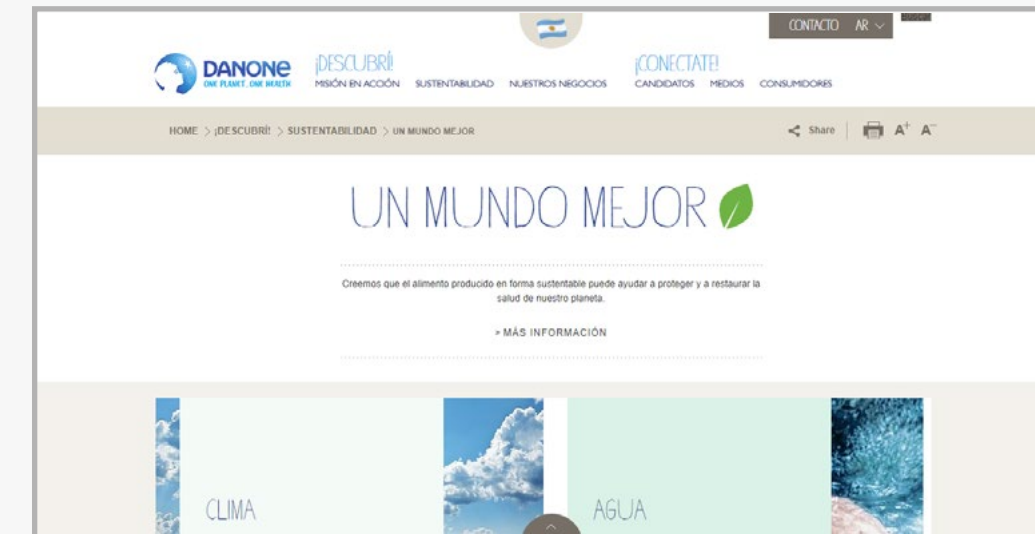 CONTACTO AR
DANONE
ONE PLANET. ONE HEALTH
¡DESCUBRÍ!
MISIÓN EN ACCIÓN SUSTENTABILIDAD NUESTROS NEGOCIOS
¡CONECTATE!
CANDIDATOS MEDIOS CONSUMIDORES
HOME > ¡DESCUBRÍ! > SUSTENTABILIDAD > UN MUNDO MEJOR
Share A+ A-
UN MUNDO MEJOR
Creemos que el alimento producido en forma sustentable puede ayudar a proteger y a restaurar la
salud de nuestro planeta.
» MÁS INFORMACIÓN
CLIMA
AGUA